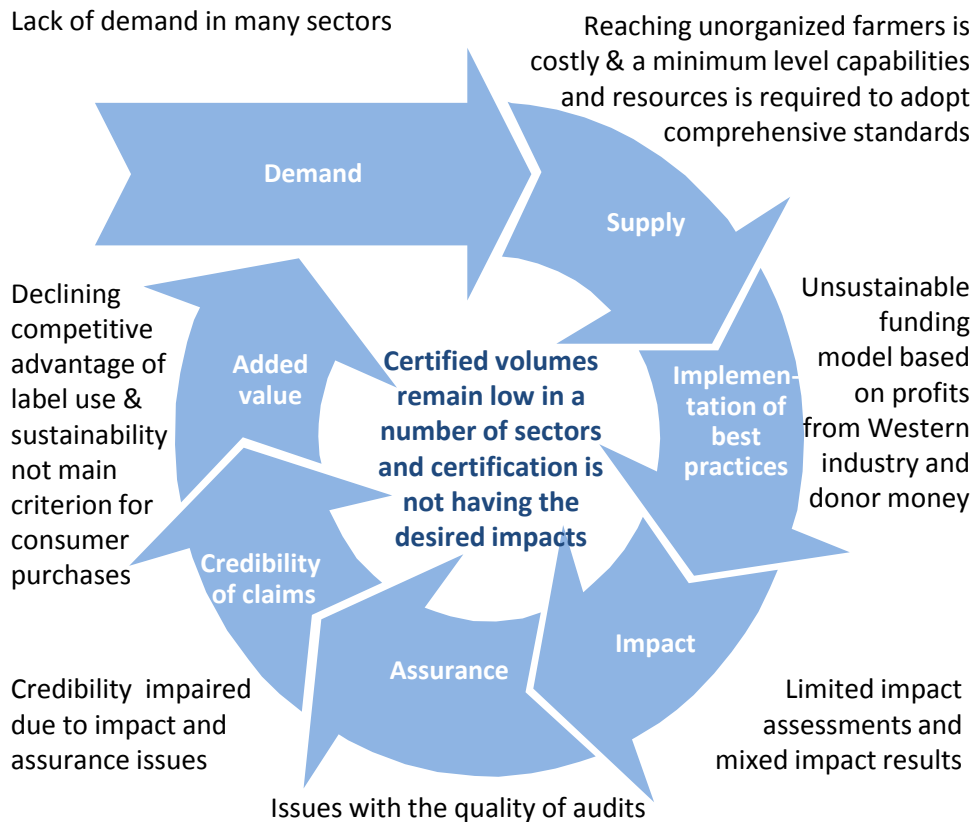 Lack of demand in many sectors
Reaching unorganized farmers is
costly & a minimum level capabilities
and resources is required to adopt
comprehensive standards
Demand
Supply
Unsustainable
funding
model based
on profits
from Western
industry and
donor money
Implemen-
tation of
best
practices
Impact
Limited impact
assessments and
mixed impact results
Assurance
Issues with the quality of audits
Credibility
of claims
Credibility  impaired
due to impact and
assurance issues
Added
value
Declining
competitive
advantage of
label use &
sustainability
not main
criterion for
consumer
purchases
Certified volumes
remain low in a
number of sectors
and certification is
not having the
desired impacts